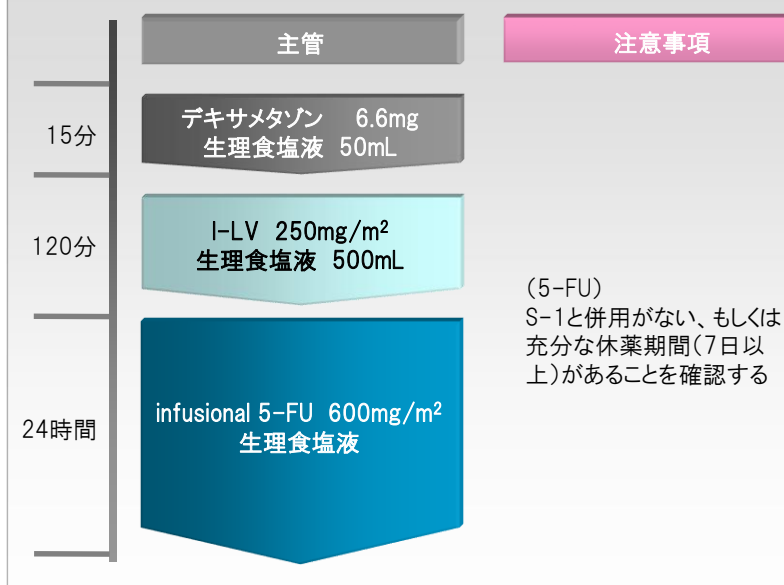 主管
注意事項
15分
デキサメタゾン 6.6mg
生理食塩液 50mL
120分
l-LV 250mg/m²
生理食塩液 500mL
(5-FU)
S-1と併用がない、もしくは
充分な休薬期間(7日以
上)があることを確認する
24時間
infusional 5-FU 600mg/m²
生理食塩液